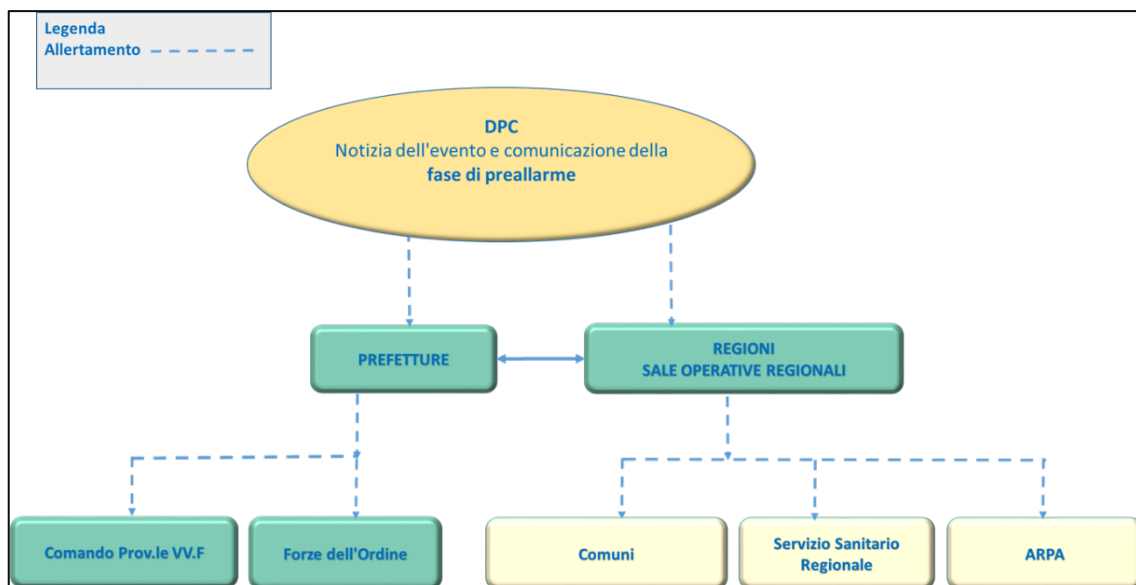 Legenda
Allertamento
DPC
Notizia dell'evento e comunicazione della
fase di preallarme
PREFETTURE
REGIONI
SALE OPERATIVE REGIONALI
Comando Prov.le VV.F
Forze dell'Ordine
Comuni
Servizio Sanitario
Regionale
ARPA